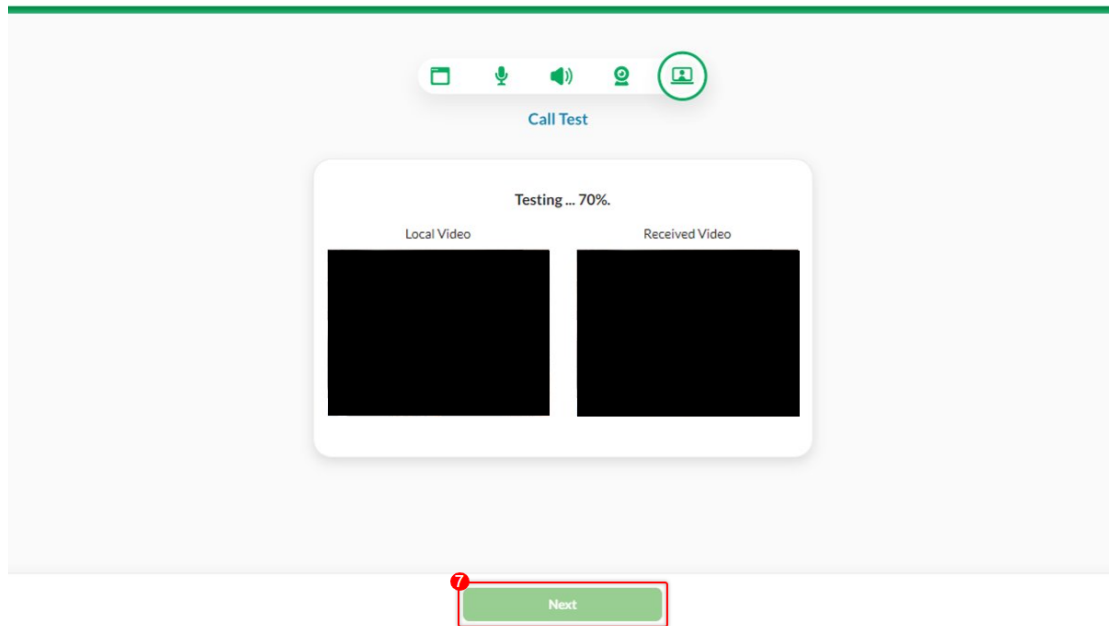 Call Test
Testing ... 70%.
Local Video
Received Video
7
Next